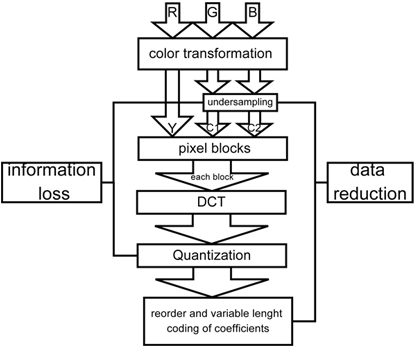 R G B
color transformation
undersampling
Y C1 C2
pixel blocks
information
loss
each block
data
reduction
DCT
Quantization
reorder and variable lenght
coding of coefficients